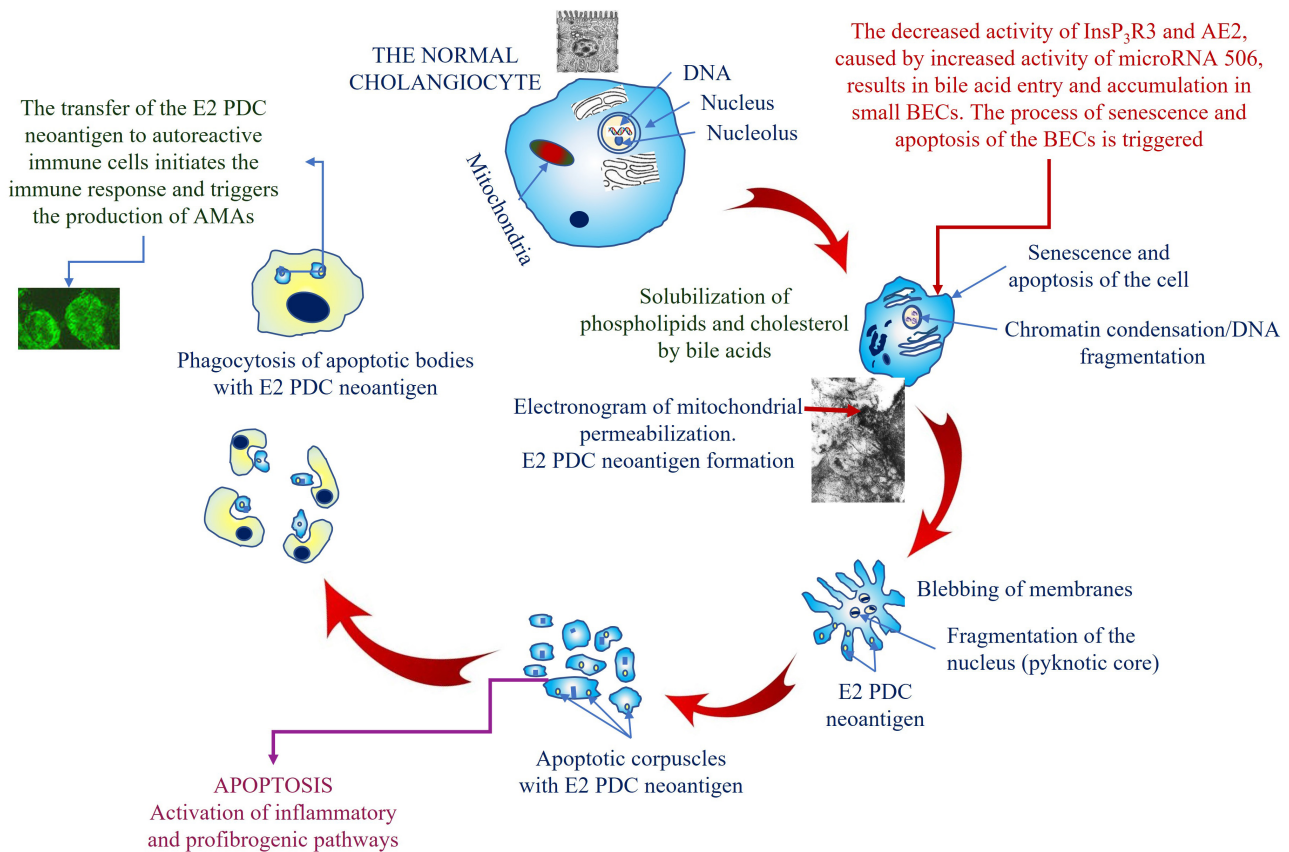 THE NORMAL
CHOLANGIOCYTE
DNA
Nucleus
Nucleolus
Mitochondria
The decreased activity of InsP₃R3 and AE2,
caused by increased activity of microRNA 506,
results in bile acid entry and accumulation in
small BECs. The process of senescence and
apoptosis of the BECs is triggered
The transfer of the E2 PDC
neoantigen to autoreactive
immune cells initiates the
immune response and triggers
the production of AMAs
Senescence and
apoptosis of the cell
Chromatin condensation/DNA
fragmentation
Solubilization of
phospholipids and cholesterol
by bile acids
Phagocytosis of apoptotic bodies
with E2 PDC neoantigen
Electronogram of mitochondrial
permeabilization.
E2 PDC neoantigen formation
Blebbing of membranes
Fragmentation of the
nucleus (pyknotic core)
E2 PDC
neoantigen
Apoptotic corpuscles
with E2 PDC neoantigen
APOPTOSIS
Activation of inflammatory
and profibrogenic pathways